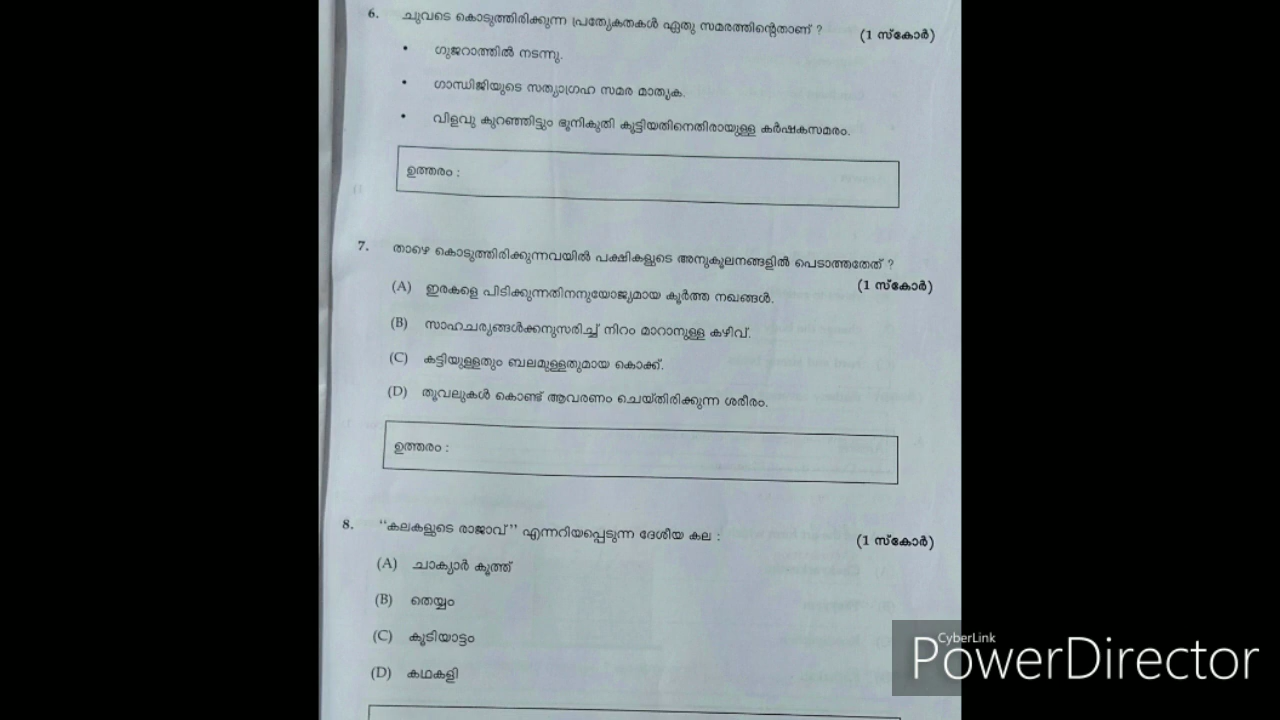 6. ചുവടെ കൊടുത്തിരിക്കുന്ന പ്രത്യേകതകൾ ഏതു സമരത്തിന്റെതാണ് ?
(1 സ്കോർ)
• ഗുജറാത്തിൽ നടന്നു.
• ഗാന്ധിജിയുടെ സത്യാഗ്രഹ സമര മാതൃക.
• വിളവു കുറഞ്ഞിട്ടും ഭൂനികുതി കൂട്ടിയതിനെതിരായുള്ള കർഷകസമരം.
ഉത്തരം :
7. താഴെ കൊടുത്തിരിക്കുന്നവയിൽ പക്ഷികളുടെ അനുകൂലനങ്ങളിൽ പെടാത്തതേത് ?
(1 സ്കോർ)
(A) ഇരകളെ പിടിക്കുന്നതിനനുയോജ്യമായ കൂർത്ത നഖങ്ങൾ.
(B) സാഹചര്യങ്ങൾക്കനുസരിച്ച് നിറം മാറാനുള്ള കഴിവ്.
(C) കട്ടിയുള്ളതും ബലമുള്ളതുമായ കൊക്ക്.
(D) തൂവലുകൾ കൊണ്ട് ആവരണം ചെയ്തിരിക്കുന്ന ശരീരം.
ഉത്തരം :
8. “കലകളുടെ രാജാവ്” എന്നറിയപ്പെടുന്ന ദേശീയ കല :
(1 സ്കോർ)
(A) ചാക്യാർ കൂത്ത്
(B) തെയ്യം
(C) കൂടിയാട്ടം
(D) കഥകളി
CyberLink
PowerDirector